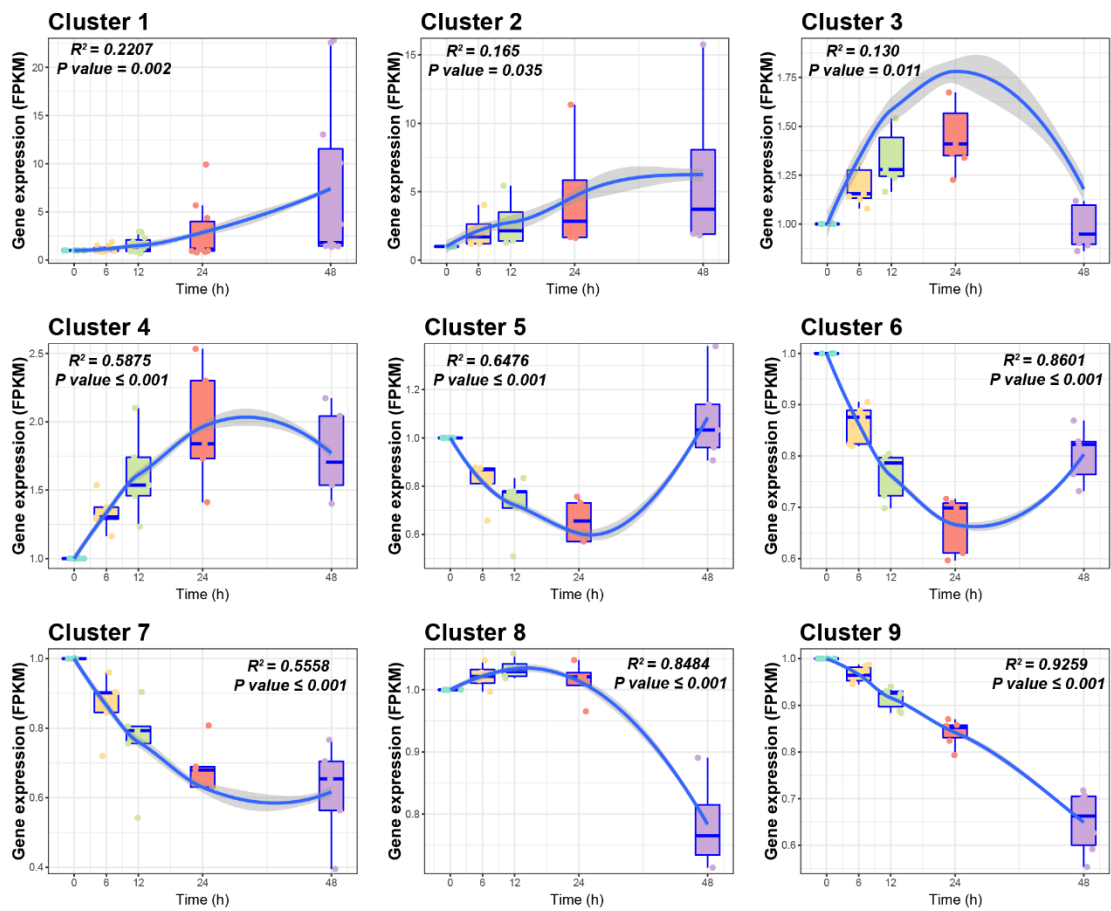 Cluster 1
R² = 0.2207
P value = 0.002
Gene expression (FPKM)
20
15
10
5
0
0 6 12 24 48
Time (h)
Cluster 2
R² = 0.165
P value = 0.035
Gene expression (FPKM)
15
10
5
0
0 6 12 24 48
Time (h)
Cluster 3
R² = 0.130
P value = 0.011
Gene expression (FPKM)
1.75
1.50
1.25
1.00
0 6 12 24 48
Time (h)
Cluster 4
R² = 0.5875
P value ≤ 0.001
Gene expression (FPKM)
2.5
2.0
1.5
1.0
0 6 12 24 48
Time (h)
Cluster 5
R² = 0.6476
P value ≤ 0.001
Gene expression (FPKM)
1.2
1.0
0.8
0.6
0 6 12 24 48
Time (h)
Cluster 6
R² = 0.8601
P value ≤ 0.001
Gene expression (FPKM)
1.0
0.9
0.8
0.7
0.6
0 6 12 24 48
Time (h)
Cluster 7
R² = 0.5558
P value ≤ 0.001
Gene expression (FPKM)
1.0
0.8
0.6
0.4
0 6 12 24 48
Time (h)
Cluster 8
R² = 0.8484
P value ≤ 0.001
Gene expression (FPKM)
1.0
0.9
0.8
0 6 12 24 48
Time (h)
Cluster 9
R² = 0.9259
P value ≤ 0.001
Gene expression (FPKM)
1.0
0.9
0.8
0.7
0.6
0 6 12 24 48
Time (h)